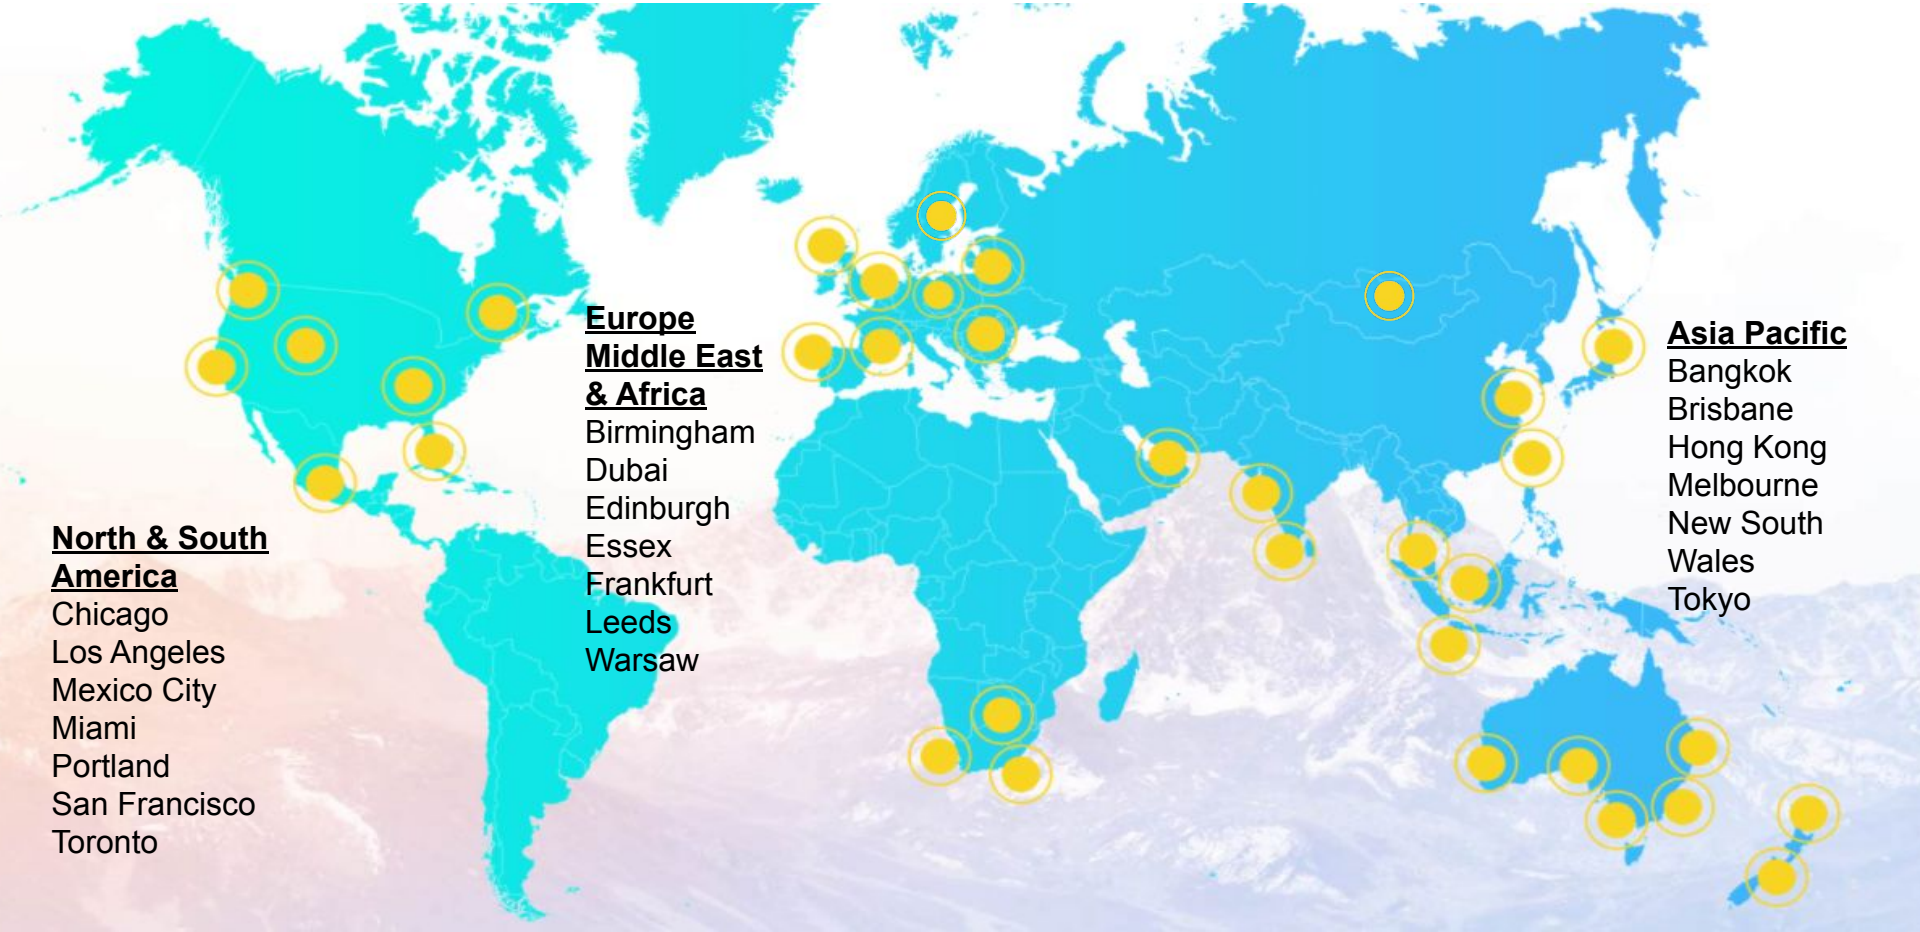 North & South
America
Chicago
Los Angeles
Mexico City
Miami
Portland
San Francisco
Toronto
Europe
Middle East
& Africa
Birmingham
Dubai
Edinburgh
Essex
Frankfurt
Leeds
Warsaw
Asia Pacific
Bangkok
Brisbane
Hong Kong
Melbourne
New South
Wales
Tokyo